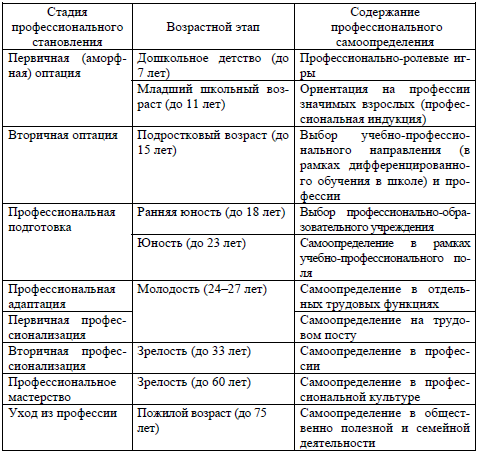 Стадия
профессионального
становления
Возрастной этап
Содержание
профессионального
самоопределения
Первичная (аморф-
ная) оптация
Дошкольное детство (до
7 лет)
Профессионально-ролевые иг-
ры
Младший школьный воз-
раст (до 11 лет)
Ориентация на профессии
значимых взрослых (профес-
сиональная индукция)
Вторичная оптация
Подростковый возраст (до
15 лет)
Выбор учебно-профессио-
нального направления (в
рамках дифференцированно-
го обучения в школе) и про-
фессии
Профессиональная
подготовка
Ранняя юность (до 18 лет)
Выбор профессионально-обра-
зовательного учреждения
Юность (до 23 лет)
Самоопределение в рамках
учебно-профессионального по-
ля
Профессиональная
адаптация
Молодость (24–27 лет)
Самоопределение в отдель-
ных трудовых функциях
Первичная профес-
сионализация
Самоопределение на трудо-
вом посту
Вторичная профес-
сионализация
Зрелость (до 33 лет)
Самоопределение в профес-
сии
Профессиональное
мастерство
Зрелость (до 60 лет)
Самоопределение в профес-
сиональной культуре
Уход из профессии
Пожилой возраст (до 75
лет)
Самоопределение в общест-
венно полезной и семейной
деятельности